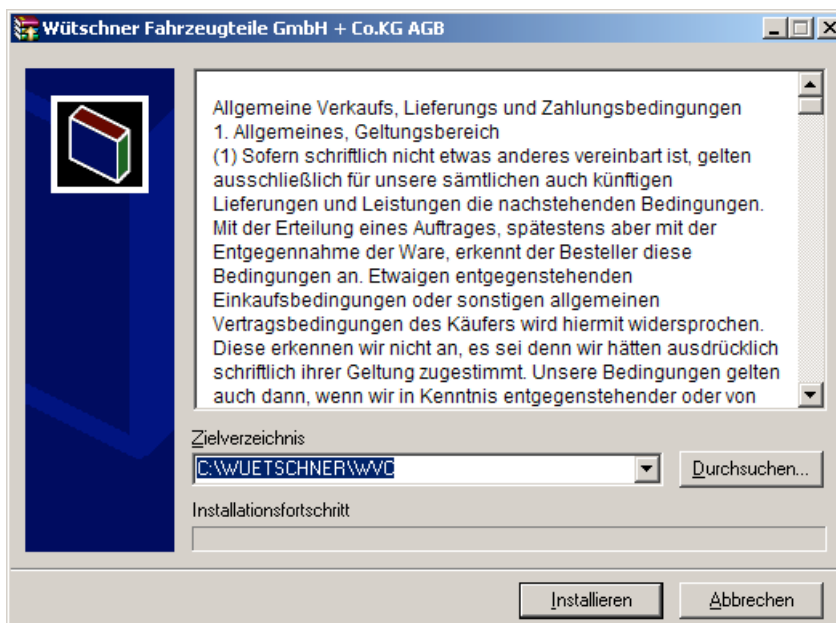 Wütschner Fahrzeugteile GmbH + Co.KG AGB
Allgemeine Verkaufs, Lieferungs und Zahlungsbedingungen
1. Allgemeines, Geltungsbereich
(1) Sofern schriftlich nicht etwas anderes vereinbart ist, gelten
ausschließlich für unsere sämtlichen auch künftigen
Lieferungen und Leistungen die nachstehenden Bedingungen.
Mit der Erteilung eines Auftrages, spätestens aber mit der
Entgegennahme der Ware, erkennt der Besteller diese
Bedingungen an. Etwaigen entgegenstehenden
Einkaufsbedingungen oder sonstigen allgemeinen
Vertragsbedingungen des Käufers wird hiermit widersprochen.
Diese erkennen wir nicht an, es sei denn wir hätten ausdrücklich
schriftlich ihrer Geltung zugestimmt. Unsere Bedingungen gelten
auch dann, wenn wir in Kenntnis entgegenstehender oder von
Zielverzeichnis
C:\WUETSCHNER\WVC
Durchsuchen...
Installationsfortschritt
Installieren
Abbrechen